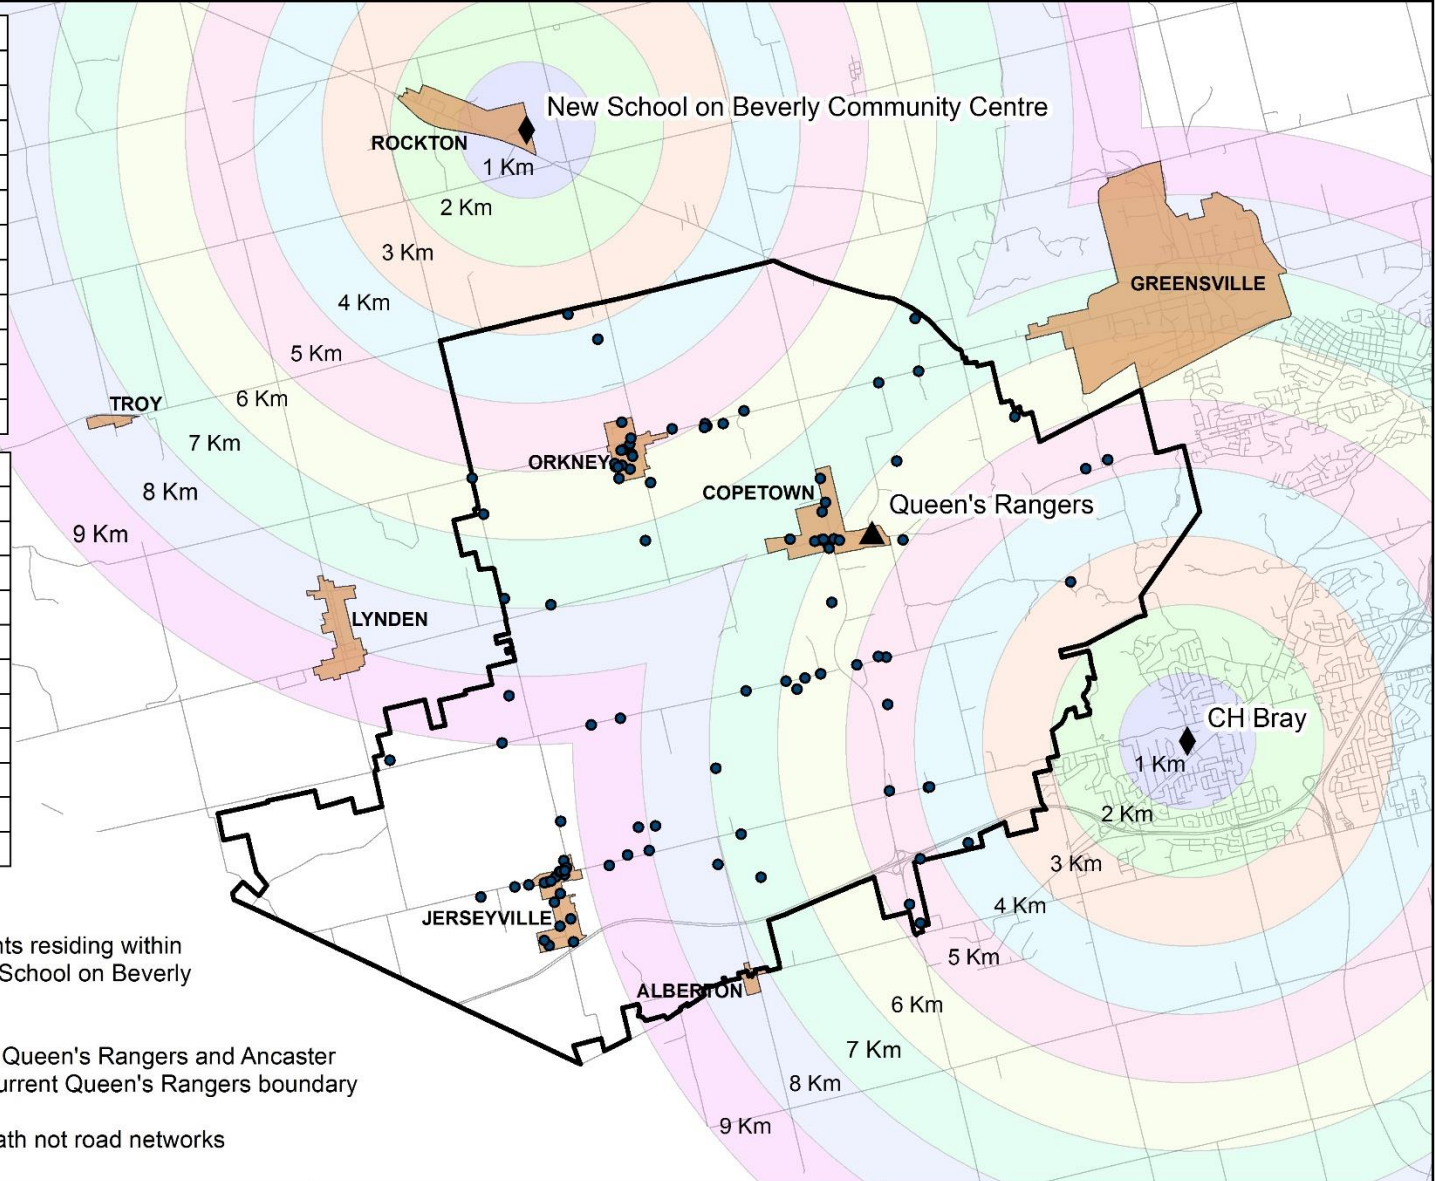 New School on Beverly Community Centre
ROCKTON
1 Km
2 Km
3 Km
4 Km
5 Km
6 Km
7 Km
8 Km
9 Km
GREENSVILLE
TROY
ORKNEY
COPETOWN
Queen's Rangers
LYNDEN
CH Bray
1 Km
2 Km
3 Km
4 Km
5 Km
6 Km
7 Km
8 Km
9 Km
JERSEYVILLE
ALBERTON
residing within
School on Beverly
Queen's Rangers and Ancaster
Queen's Rangers boundary
not road networks